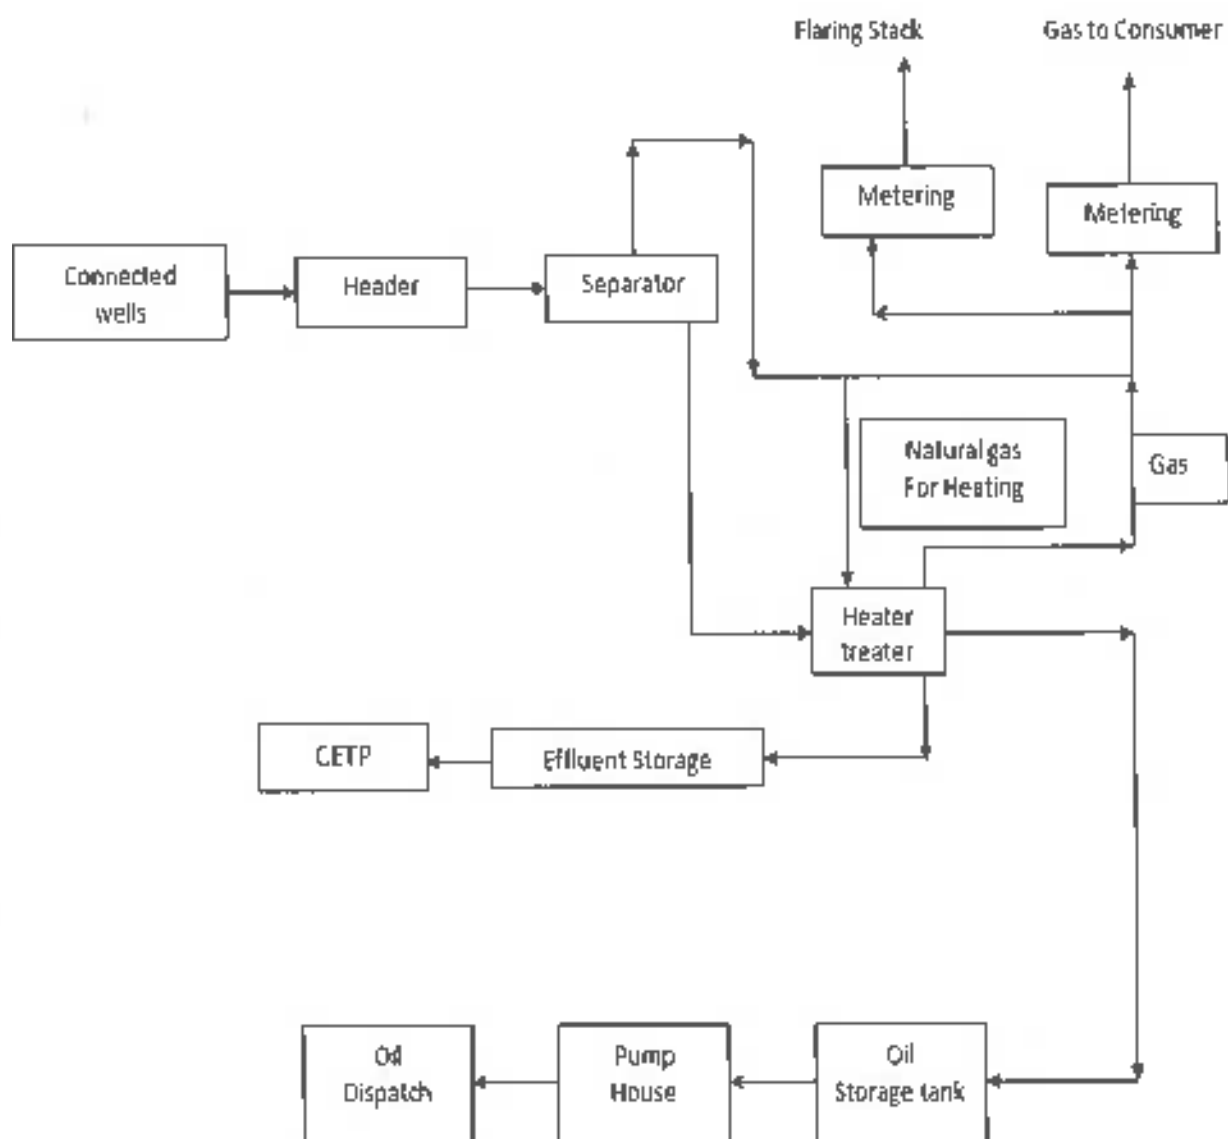 Flaring Stack
Gas to Consumer
Metering
Metering
Connected
wells
Header
Separator
Natural gas
For Heating
Gas
Heater
treater
CETP
Effluent Storage
Oil
Dispatch
Pump
House
Oil
Storage tank